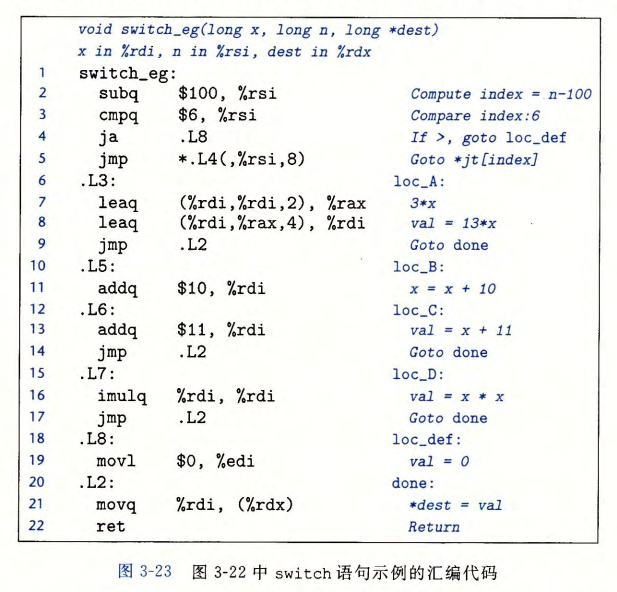 void switch_eg(long x, long n, long *dest)
x in %rdi, n in %rsi, dest in %rdx
1 switch_eg:
2 subq $100, %rsi Compute index = n-100
3 cmpq $6, %rsi Compare index:6
4 ja .L8 If >, goto loc_def
5 jmp *.L4(,%rsi,8) Goto *jt[index]
6 .L3: loc_A:
7 leaq (%rdi,%rdi,2), %rax 3*x
8 leaq (%rdi,%rax,4), %rdi val = 13*x
9 jmp .L2 Goto done
10 .L5: loc_B:
11 addq $10, %rdi x = x + 10
12 .L6: loc_C:
13 addq $11, %rdi val = x + 11
14 jmp .L2 Goto done
15 .L7: loc_D:
16 imulq %rdi, %rdi val = x * x
17 jmp .L2 Goto done
18 .L8: loc_def:
19 movl $0, %edi val = 0
20 .L2: done:
21 movq %rdi, (%rdx) *dest = val
22 ret Return
图 3-23 图 3-22 中 switch 语句示例的汇编代码